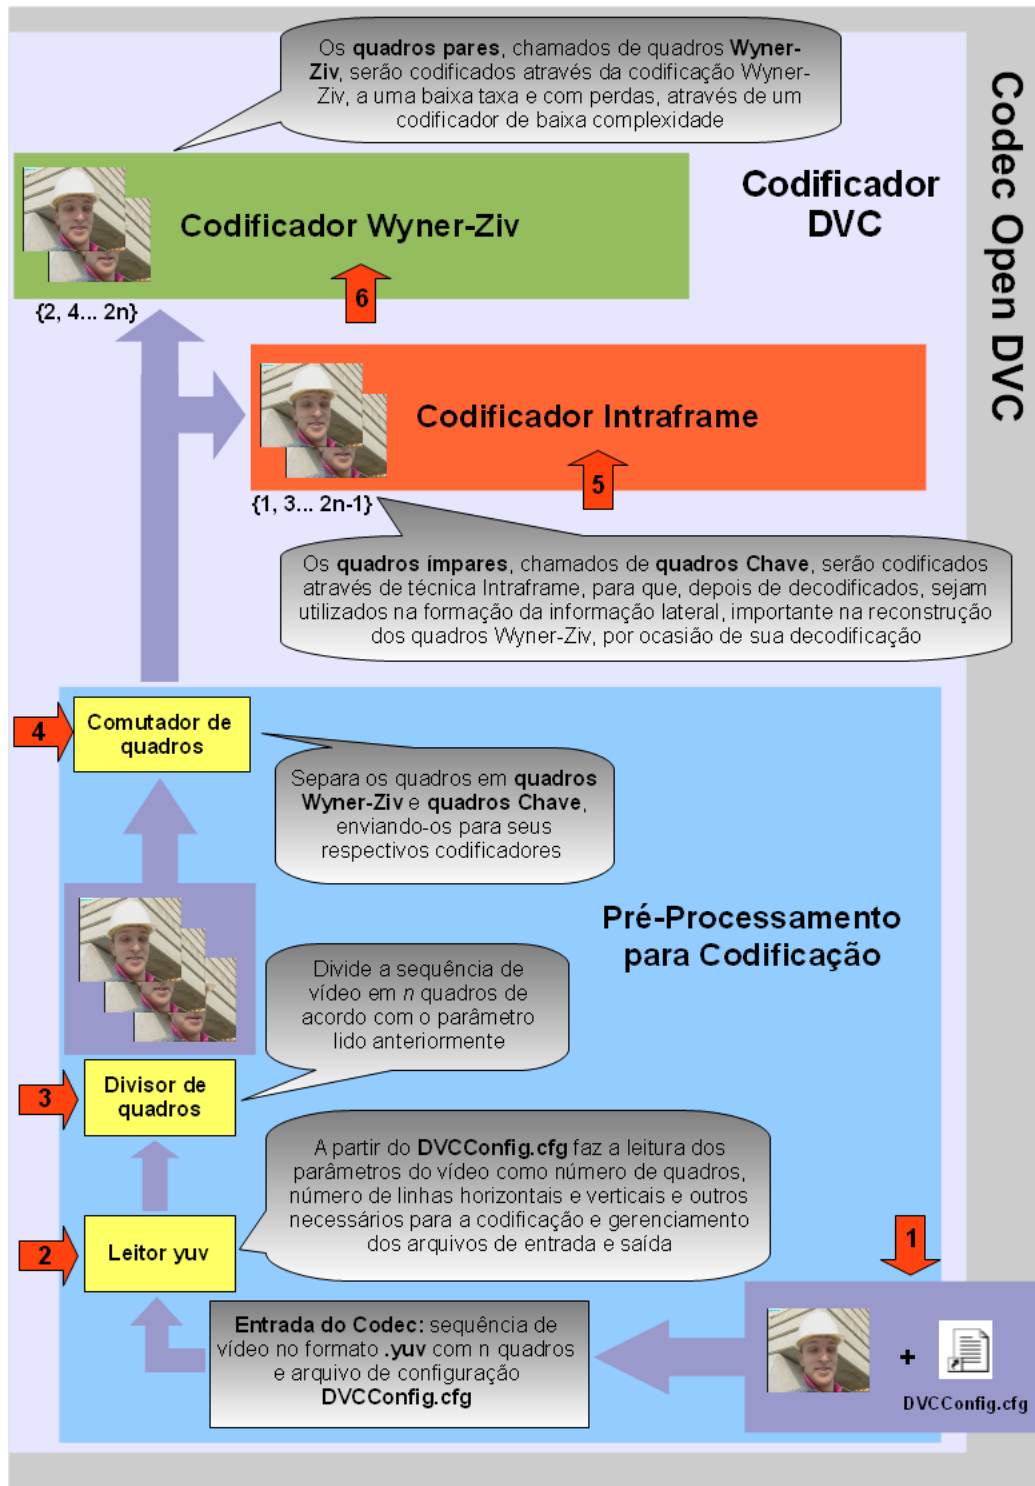 Os quadros pares, chamados de quadros Wyner-
Ziv, serão codificados através da codificação Wyner-
Ziv, a uma baixa taxa e com perdas, através de um
codificador de baixa complexidade
Codec Open DVC
Codificador
DVC
Codificador Wyner-Ziv
6
{2, 4... 2n}
Codificador Intraframe
5
{1, 3... 2n-1}
Os quadros ímpares, chamados de quadros Chave, serão codificados
através de técnica Intraframe, para que, depois de decodificados, sejam
utilizados na formação da informação lateral, importante na reconstrução
dos quadros Wyner-Ziv, por ocasião de sua decodificação
4
Comutador de
quadros
Separa os quadros em quadros
Wyner-Ziv e quadros Chave,
enviando-os para seus
respectivos codificadores
Pré-Processamento
para Codificação
Divide a sequência de
vídeo em n quadros de
acordo com o parâmetro
lido anteriormente
3
Divisor de
quadros
A partir do DVCConfig.cfg faz a leitura dos
parâmetros do vídeo como número de quadros,
número de linhas horizontais e verticais e outros
necessários para a codificação e gerenciamento
dos arquivos de entrada e saída
2
Leitor yuv
1
Entrada do Codec: sequência de
vídeo no formato .yuv com n quadros
e arquivo de configuração
DVCConfig.cfg
+
DVCConfig.cfg